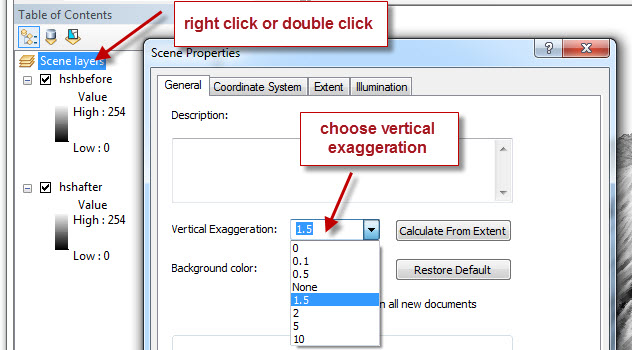 Table of Contents
right click or double click
Scene layers
hshbefore
Value
High : 254
Low : 0
hshafter
Value
High : 254
Low : 0
Scene Properties
General
Coordinate System
Extent
Illumination
Description:
choose vertical
exaggeration
Vertical Exaggeration:
1.5
Calculate From Extent
0
0.1
0.5
None
1.5
2
5
10
Background color:
Restore Default
n all new documents